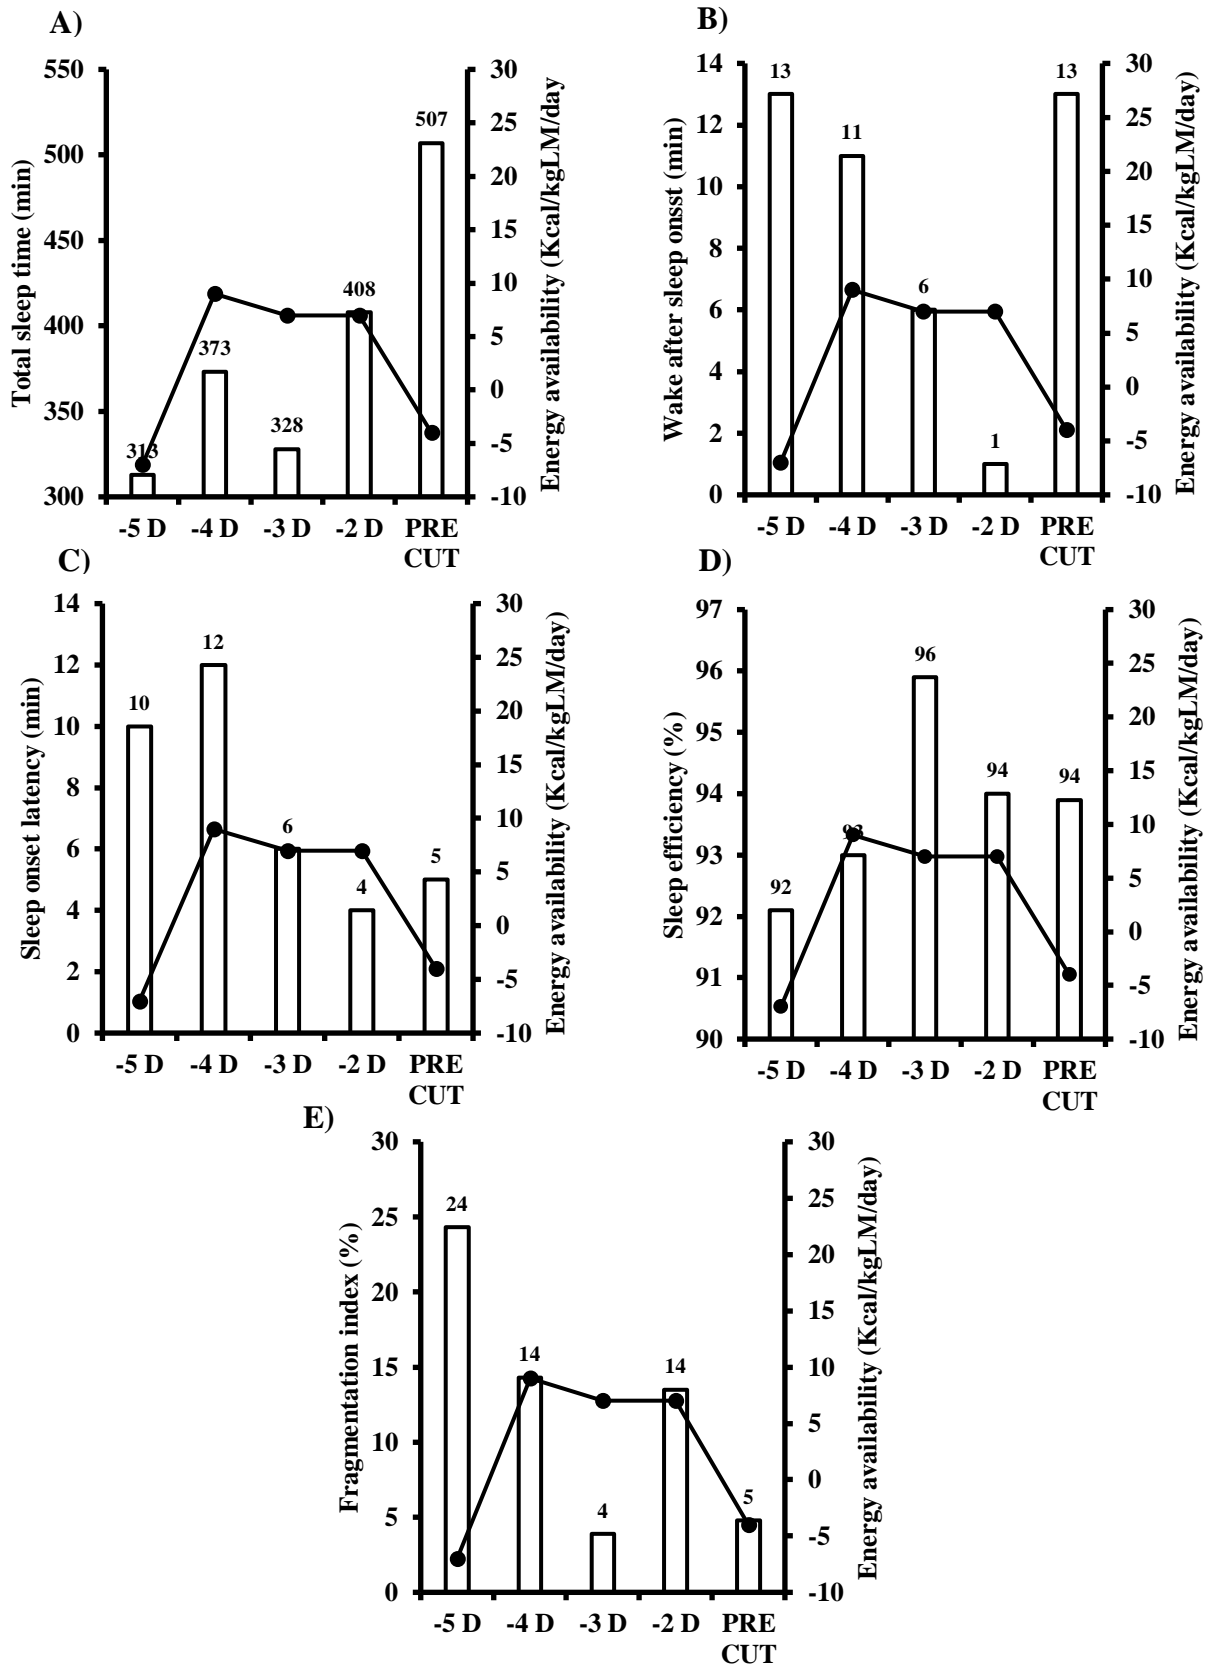 A)
Total sleep time (min)
550
500
450
400
350
300
313
373
328
408
507
30
25
20
15
10
5
0
-5
-10
Energy availability (Kcal/kgLM/day
-5 D
-4 D
-3 D
-2 D
PRE
CUT
B)
Wake after sleep onsst (min)
14
12
10
8
6
4
2
0
13
11
6
1
13
30
25
20
15
10
5
0
-5
-10
Energy availability (Kcal/kgLM/day)
-5 D
-4 D
-3 D
-2 D
PRE
CUT
C)
Sleep onset latency (min)
14
12
10
8
6
4
2
0
10
12
6
4
5
30
25
20
15
10
5
0
-5
-10
Energy availability (Kcal/kgLM/day)
-5 D
-4 D
-3 D
-2 D
PRE
CUT
D)
Sleep efficiency (%)
97
96
95
94
93
92
91
90
92
93
96
94
94
30
25
20
15
10
5
0
-5
-10
Energy availability (Kcal/kgLM/day)
-5 D
-4 D
-3 D
-2 D
PRE
CUT
E)
Fragmentation index (%)
30
25
20
15
10
5
0
24
14
4
14
5
30
25
20
15
10
5
0
-5
-10
Energy availability (Kcal/kgLM/day)
-5 D
-4 D
-3 D
-2 D
PRE
CUT